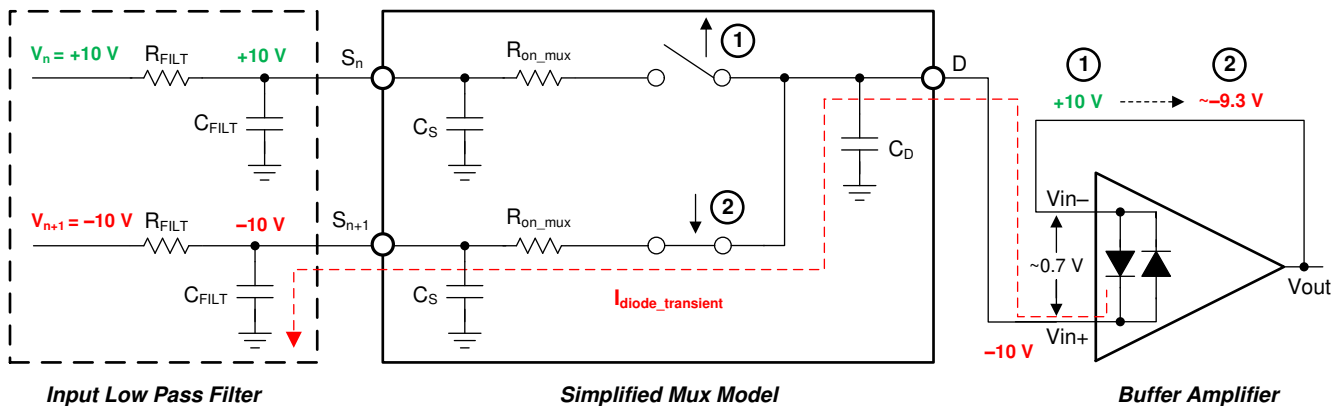 Vn = +10 V
RFILT
+10 V
Sn
Ron_mux
1
D
1
2
+10 V
~–9.3 V
CFILT
CS
CD
Vn+1 = –10 V
RFILT
–10 V
Sn+1
Ron_mux
2
Vin–
~0.7 V
CFILT
CS
Idiode_transient
Vout
Vin+
–10 V
Input Low Pass Filter
Simplified Mux Model
Buffer Amplifier